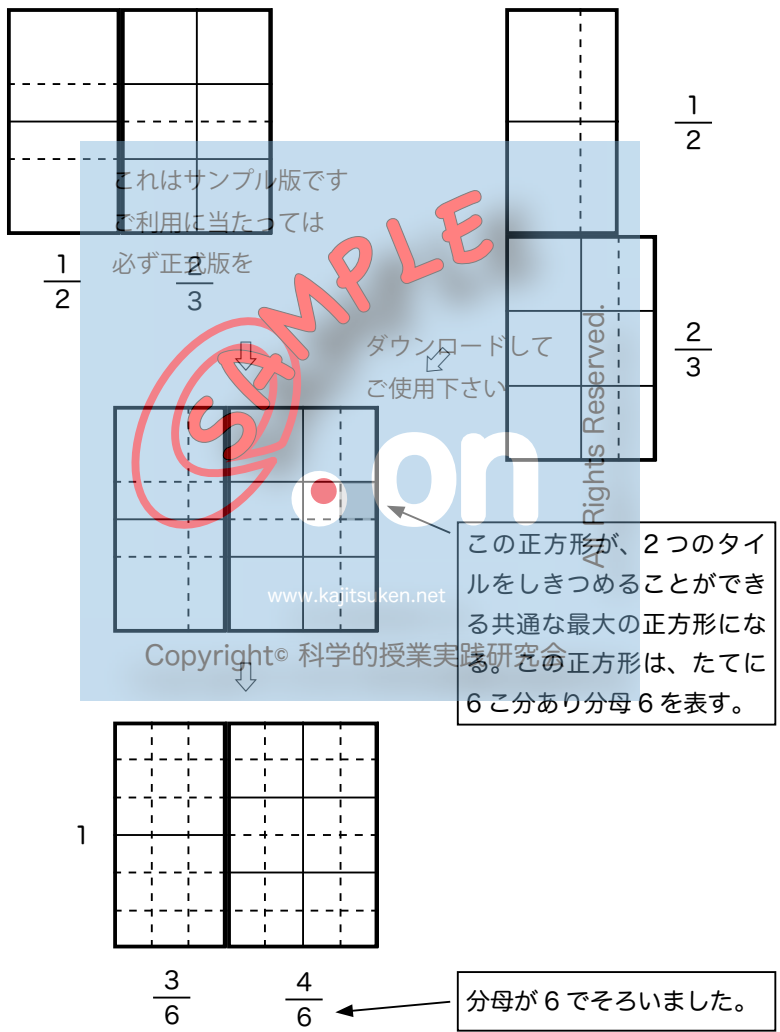 1
2
これはサンプル版です
ご利用に当たっては
必ず正式版を
1
2
2
3
SAMPLE
2
3
ダウンロードして
ご使用下さい
.on
All Rights Reserved.
www.kajitsuken.net
Copyright© 科学的授業実践研究会
この正方形が、2つのタイ
ルをしきつめることができ
る共通な最大の正方形にな
る。この正方形は、たてに
6こ分あり分母6を表す。
1
3
6
4
6
分母が6でそろいました。